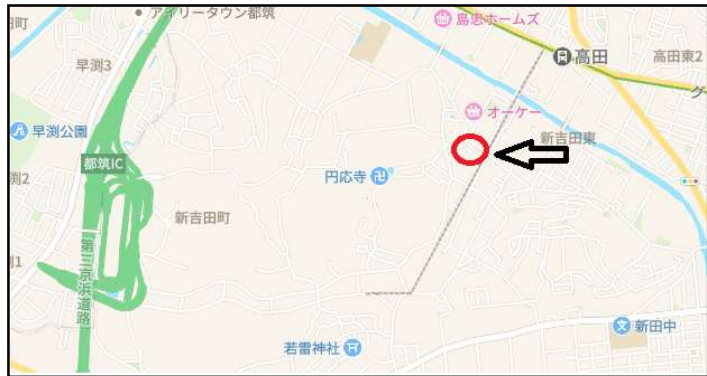 アイリータウン都筑
島忠ホームズ
早渕3
高田
高田東2
オーケー
早渕公園
新吉田東
都筑IC
円応寺
渕2
新吉田町
第三京浜道路
新田中
若雷神社